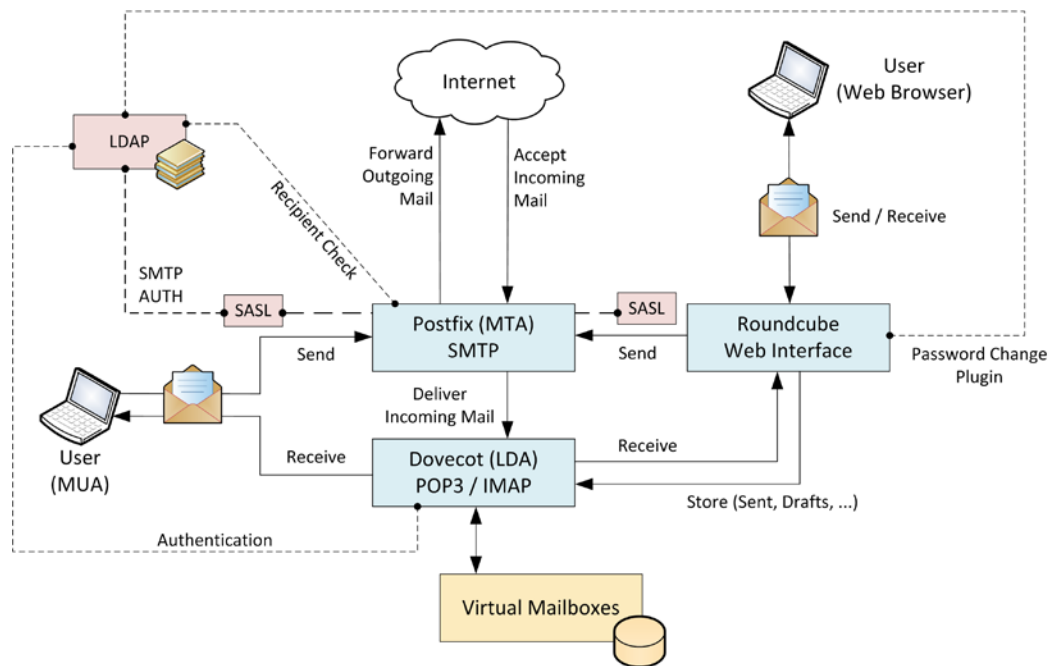 Internet
User
(Web Browser)
LDAP
Forward
Outgoing
Mail
Accept
Incoming
Mail
Recipient Check
Send / Receive
SMTP
AUTH
SASL
Postfix (MTA)
SMTP
SASL
Roundcube
Web Interface
Send
Send
Password Change
Plugin
Deliver
Incoming Mail
User
(MUA)
Receive
Dovecot (LDA)
POP3 / IMAP
Receive
Store (Sent, Drafts, ...)
Authentication
Virtual Mailboxes